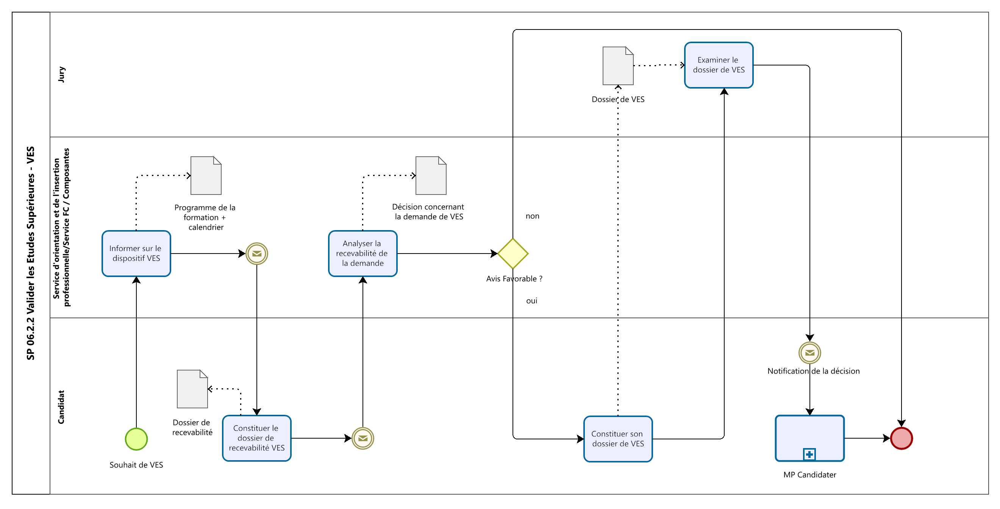 SP 06.2.2 Valider les Etudes Supérieures - VES
Jury
Dossier de VES
Examiner le
dossier de VES
Service d'orientation et de l'insertion
professionnelle/Service FC / Composantes
Programme de la
formation +
calendrier
Décision concernant
la demande de VES
non
Informer sur le
dispositif VES
Analyser la
recevabilité de
la demande
Avis Favorable ?
oui
Candidat
Notification de la décision
Dossier de
recevabilité
Constituer le
dossier de
recevabilité VES
Constituer son
dossier de VES
Souhait de VES
MP Candidater